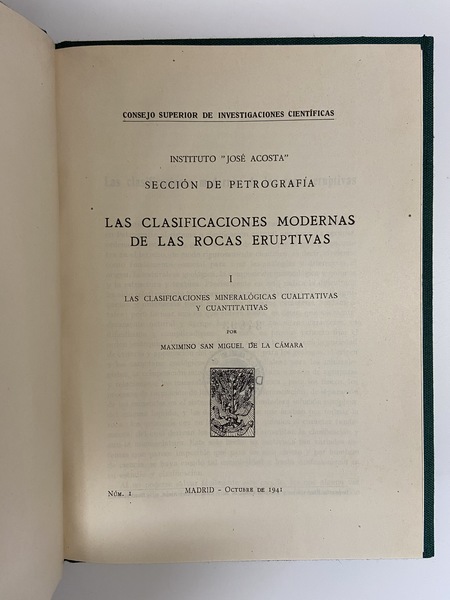 CONSEJO SUPERIOR DE INVESTIGACIONES CIENTÍFICAS
INSTITUTO "JOSÉ ACOSTA"
SECCIÓN DE PETROGRAFÍA
LAS CLASIFICACIONES MODERNAS
DE LAS ROCAS ERUPTIVAS
I
LAS CLASIFICACIONES MINERALÓGICAS CUALITATIVAS
Y CUANTITATIVAS
POR
MAXIMINO SAN MIGUEL DE LA CÁMARA
NÚM. 1
MADRID - OCTUBRE DE 1941